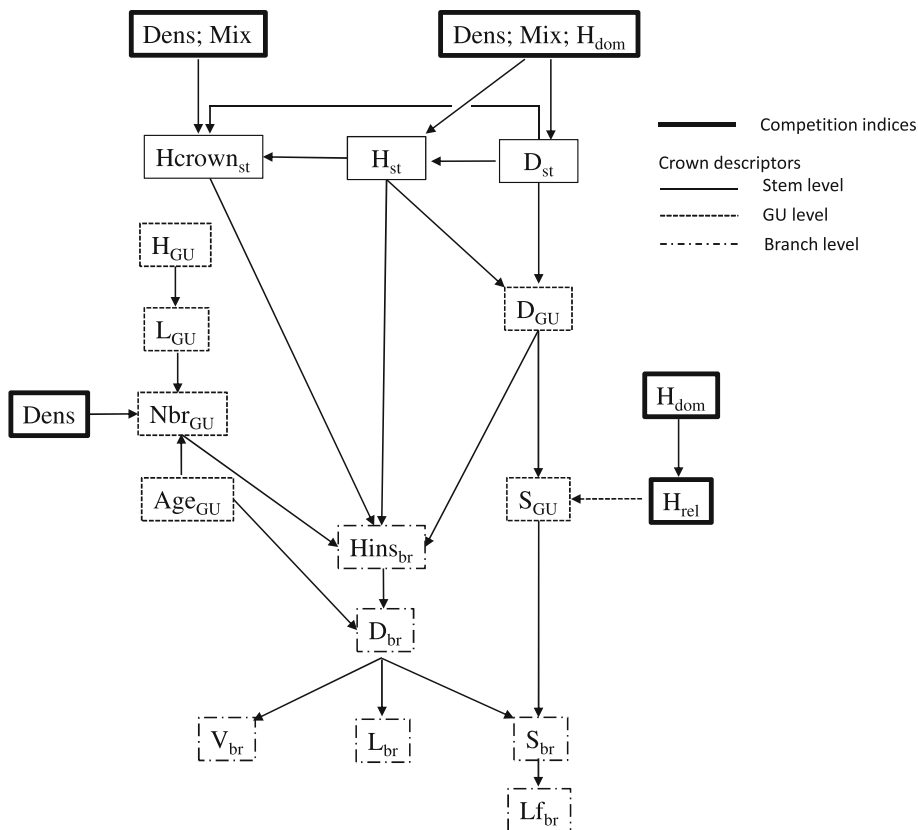 Dens; Mix
Dens; Mix; Hdom
Competition indices
Crown descriptors
Stem level
GU level
Branch level
Hcrownst
Hst
Dst
HGU
DGU
LGU
Hdom
Dens
NbrGU
AgeGU
SGU
Hrel
Hinsbr
Dbr
Vbr
Lbr
Sbr
Lfbr